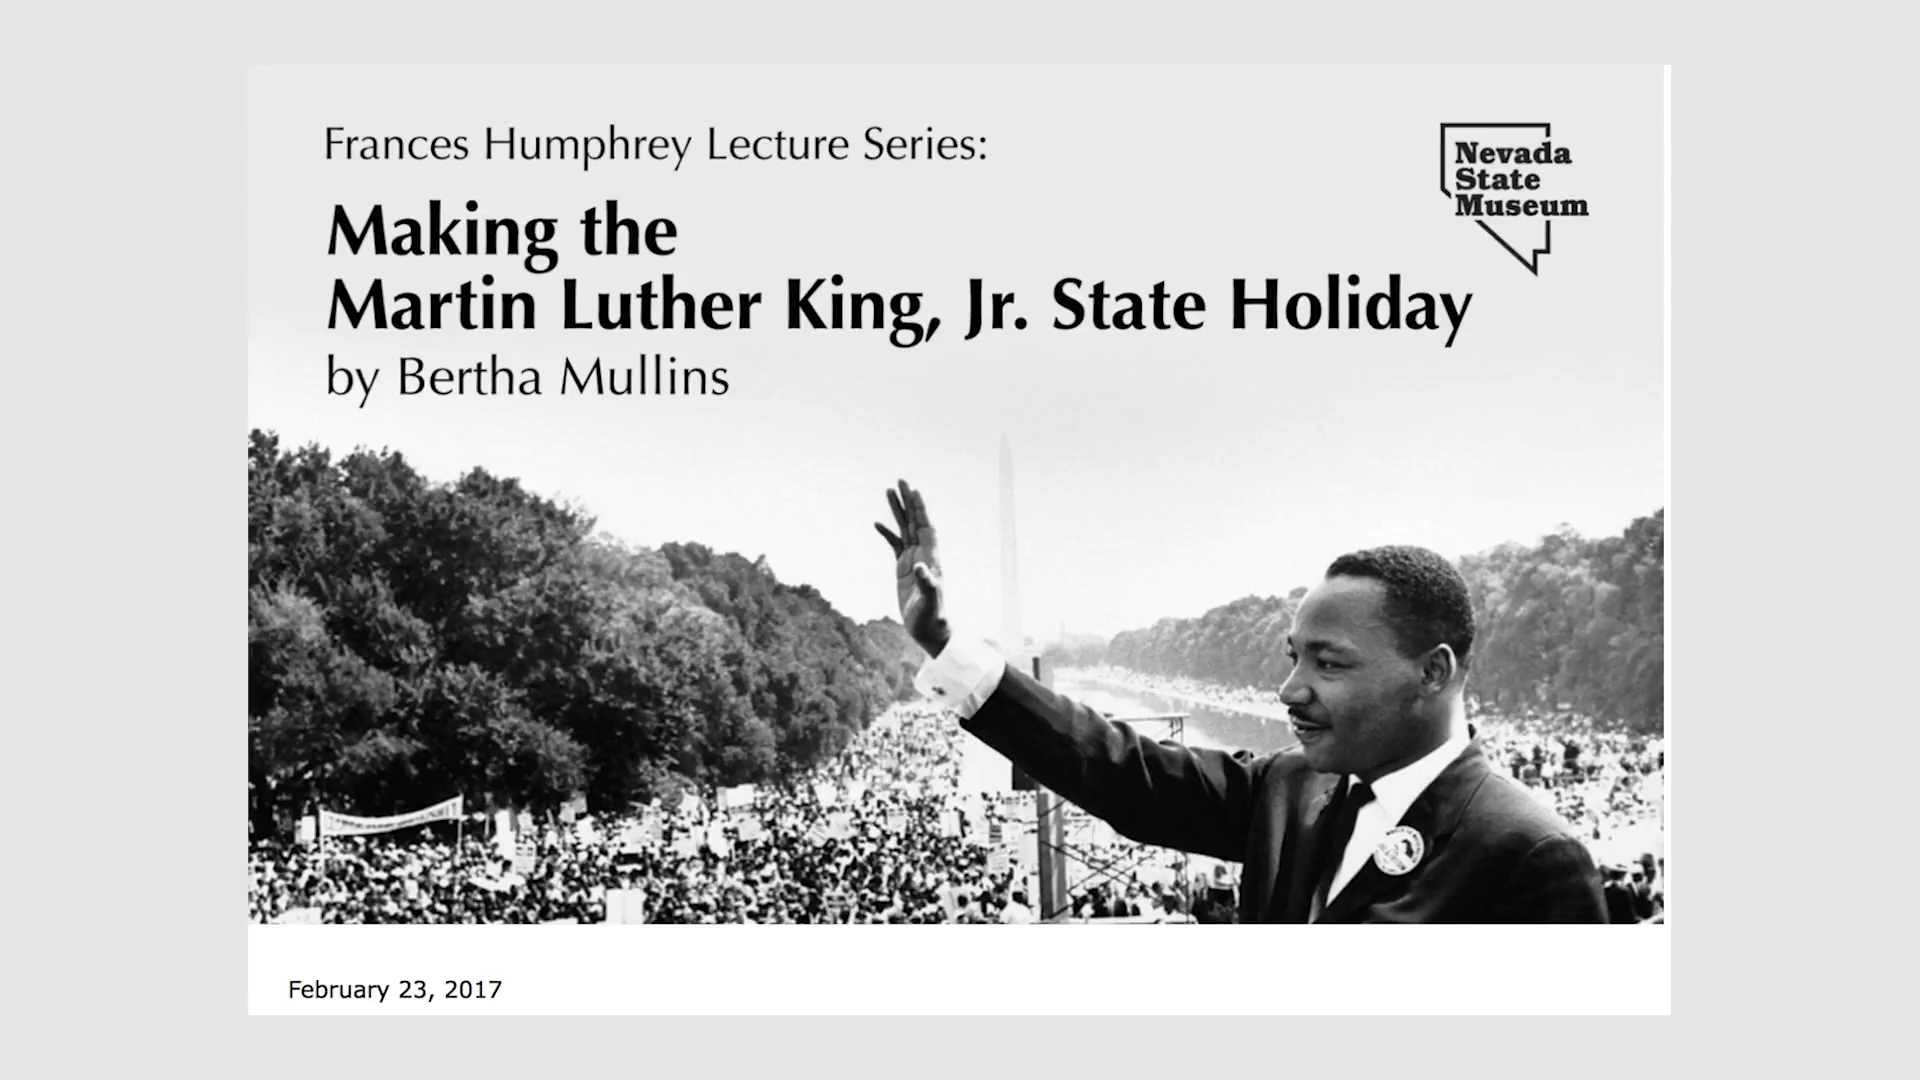 Frances Humphrey Lecture Series:
Making the
Martin Luther King, Jr. State Holiday
by Bertha Mullins
Nevada
State
Museum
February 23, 2017